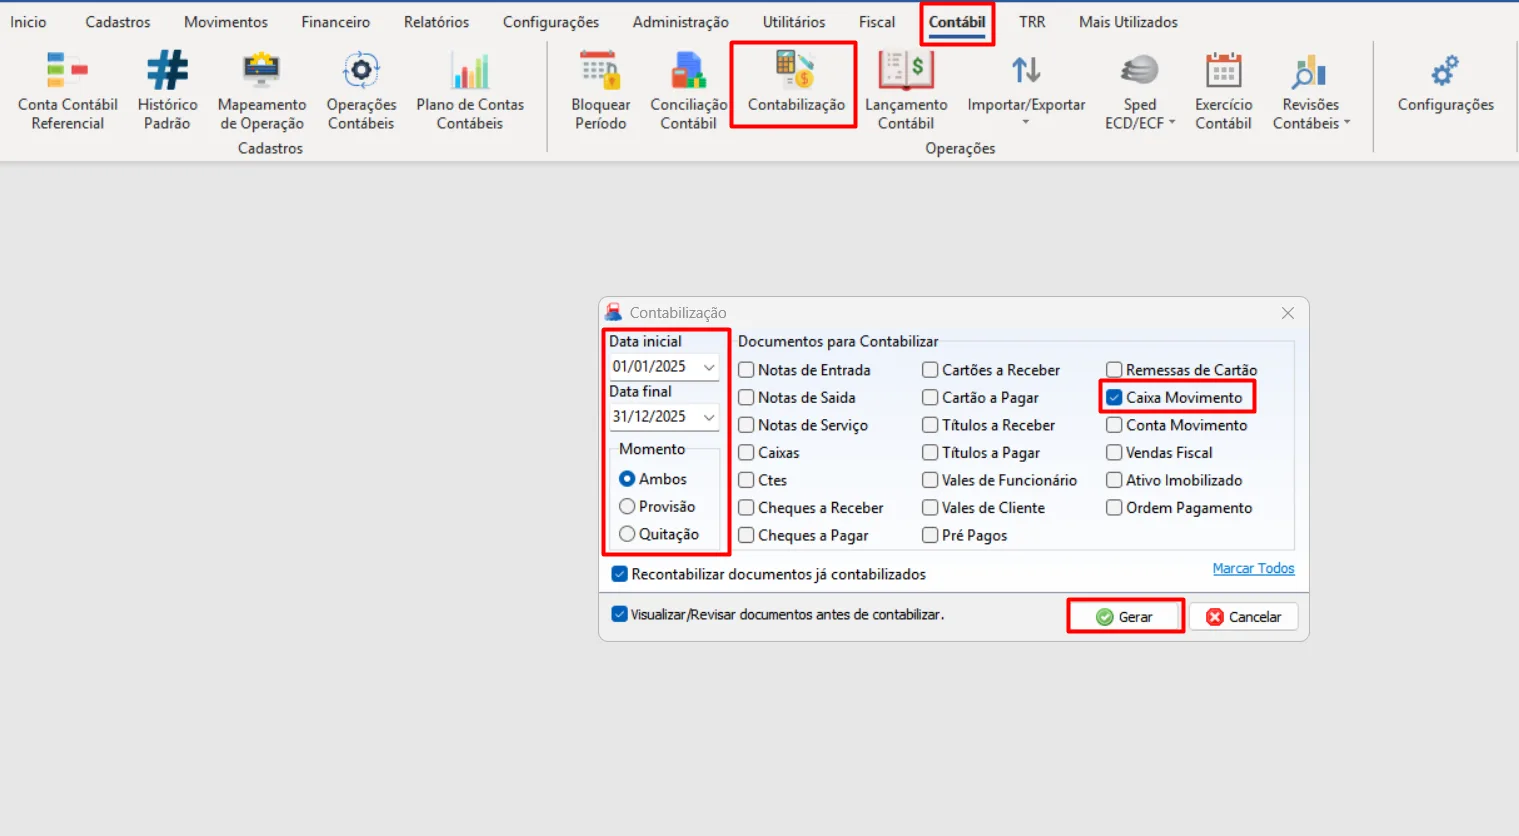 Inicio Cadastros Movimentos Financeiro Relatórios Configurações Administração Utilitários Fiscal Contábil TRR Mais Utilizados
Conta Contábil Referencial
Histórico Padrão
Mapeamento de Operação
Operações Contábeis
Plano de Contas Contábeis
Cadastros
Bloquear Período
Conciliação Contábil
Contabilização
Lançamento Contábil
Importar/Exportar
Sped ECD/ECF
Exercício Contábil
Revisões Contábeis
Operações
Configurações
Contabilização
Data inicial
01/01/2025
Data final
31/12/2025
Momento
Ambos
Provisão
Quitação
Documentos para Contabilizar
Notas de Entrada
Notas de Saida
Notas de Serviço
Caixas
Ctes
Cheques a Receber
Cheques a Pagar
Cartões a Receber
Cartão a Pagar
Títulos a Receber
Títulos a Pagar
Vales de Funcionário
Vales de Cliente
Pré Pagos
Remessas de Cartão
Caixa Movimento
Conta Movimento
Vendas Fiscal
Ativo Imobilizado
Ordem Pagamento
Marcar Todos
Recontabilizar documentos já contabilizados
Visualizar/Revisar documentos antes de contabilizar.
Gerar
Cancelar